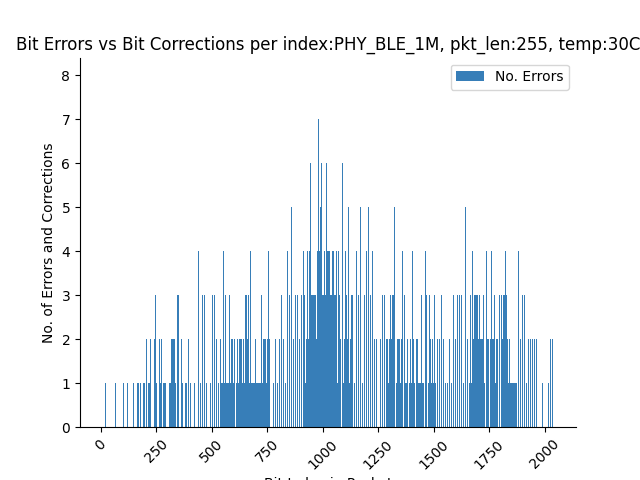 Bit Errors vs Bit Corrections per index:PHY_BLE_1M, pkt_len:255, temp:30C
No. Errors
No. of Errors and Corrections
8
7
6
5
4
3
2
1
0
0 250 500 750 1000 1250 1500 1750 2000